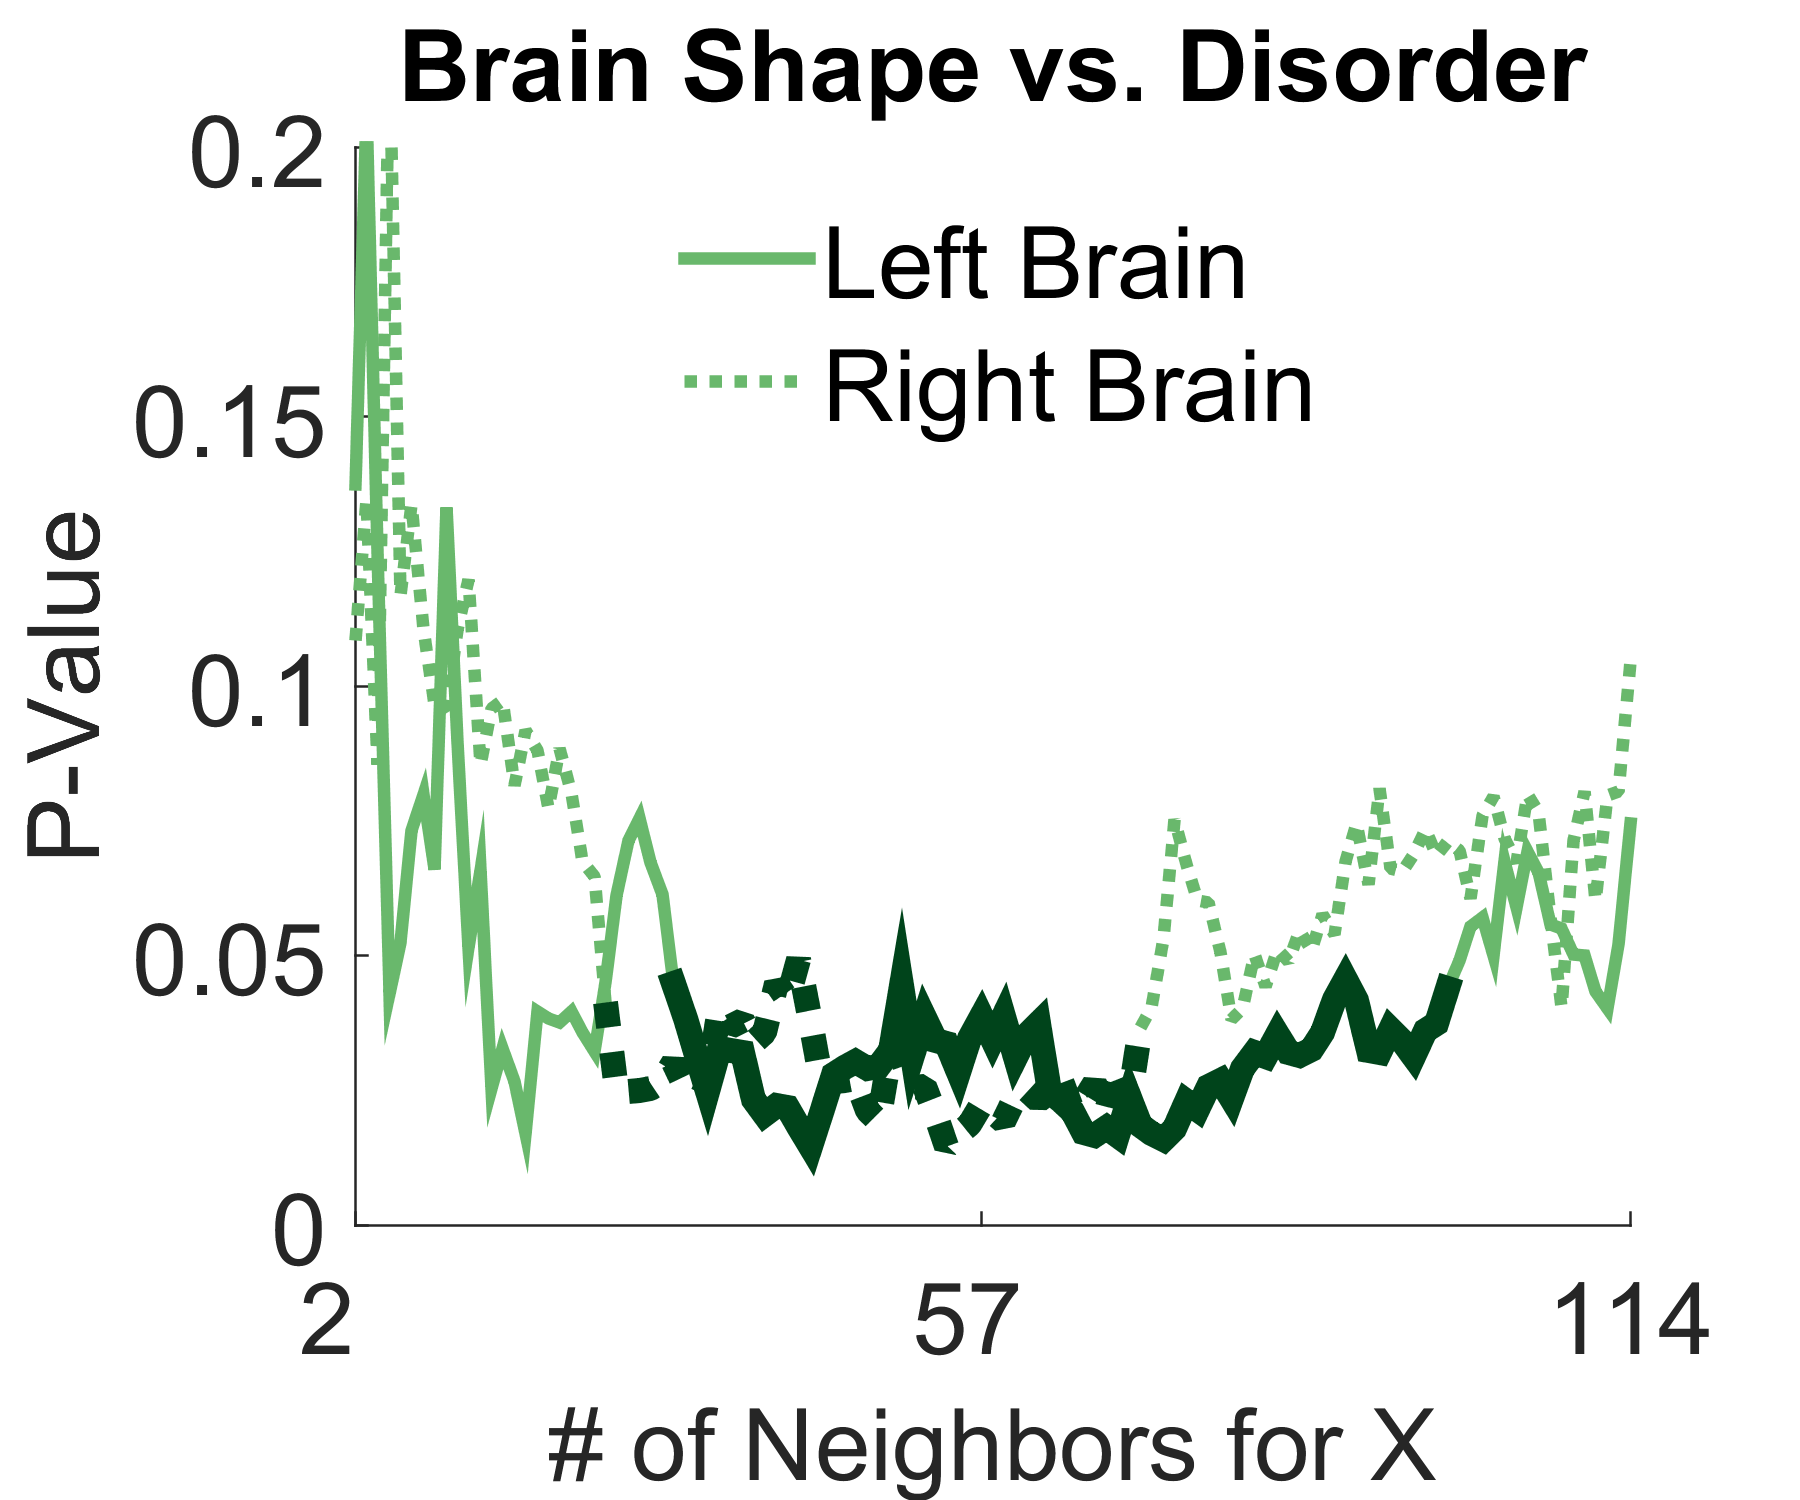 Brain Shape vs. Disorder
0.2
0.15
0.1
0.05
0
P-Value
Left Brain
Right Brain
2 57 114
# of Neighbors for X